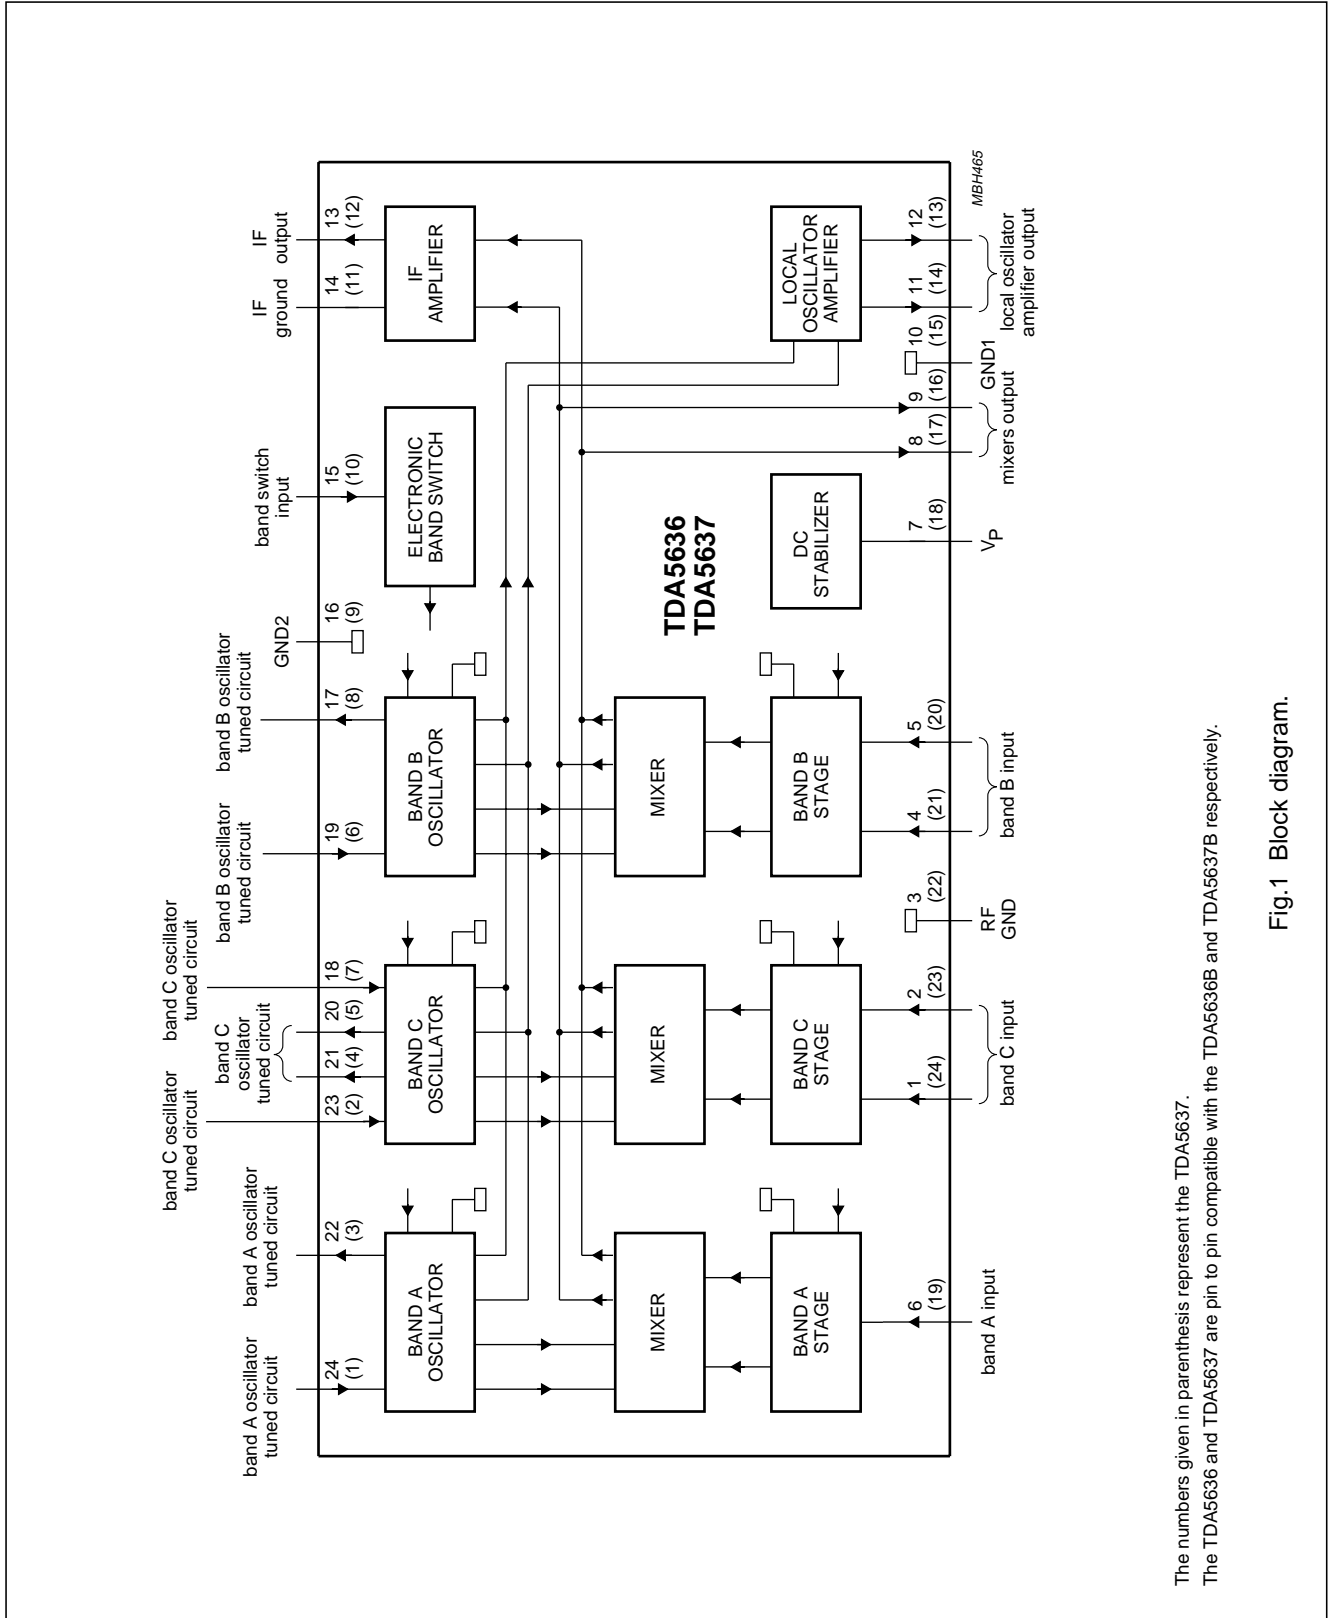 band A oscillator
tuned circuit
24
(1)
band A oscillator
tuned circuit
22
(3)
band C oscillator
tuned circuit
23
(2)
band C
oscillator
tuned circuit
21
(4)
20
(5)
band C oscillator
tuned circuit
18
(7)
band B oscillator
tuned circuit
19
(6)
band B oscillator
tuned circuit
17
(8)
GND2
16
(9)
band switch
input
15
(10)
IF
ground
14
(11)
IF
output
13
(12)
BAND A
OSCILLATOR
BAND C
OSCILLATOR
BAND B
OSCILLATOR
ELECTRONIC
BAND SWITCH
IF
AMPLIFIER
MIXER
MIXER
MIXER
TDA5636
TDA5637
BAND A
STAGE
BAND C
STAGE
BAND B
STAGE
DC
STABILIZER
LOCAL
OSCILLATOR
AMPLIFIER
6
(19)
band A input
1
(24)
2
(23)
band C input
3
(22)
RF
GND
4
(21)
5
(20)
band B input
7
(18)
VP
8
(17)
9
(16)
mixers output
10
(15)
GND1
11
(14)
12
(13)
local oscillator
amplifier output
MBH465
The numbers given in parenthesis represent the TDA5637.
The TDA5636 and TDA5637 are pin to pin compatible with the TDA5636B and TDA5637B respectively.
Fig.1 Block diagram.